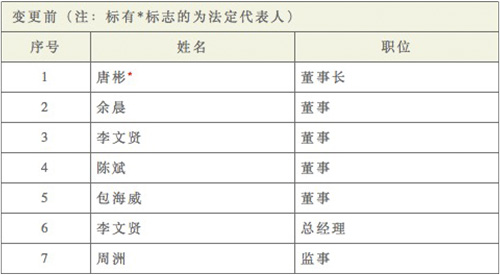 变更前（注：标有*标志的为法定代表人）
序号 姓名 职位
1 唐彬* 董事长
2 余晨 董事
3 李文贤 董事
4 陈斌 董事
5 包海威 董事
6 李文贤 总经理
7 周洲 监事